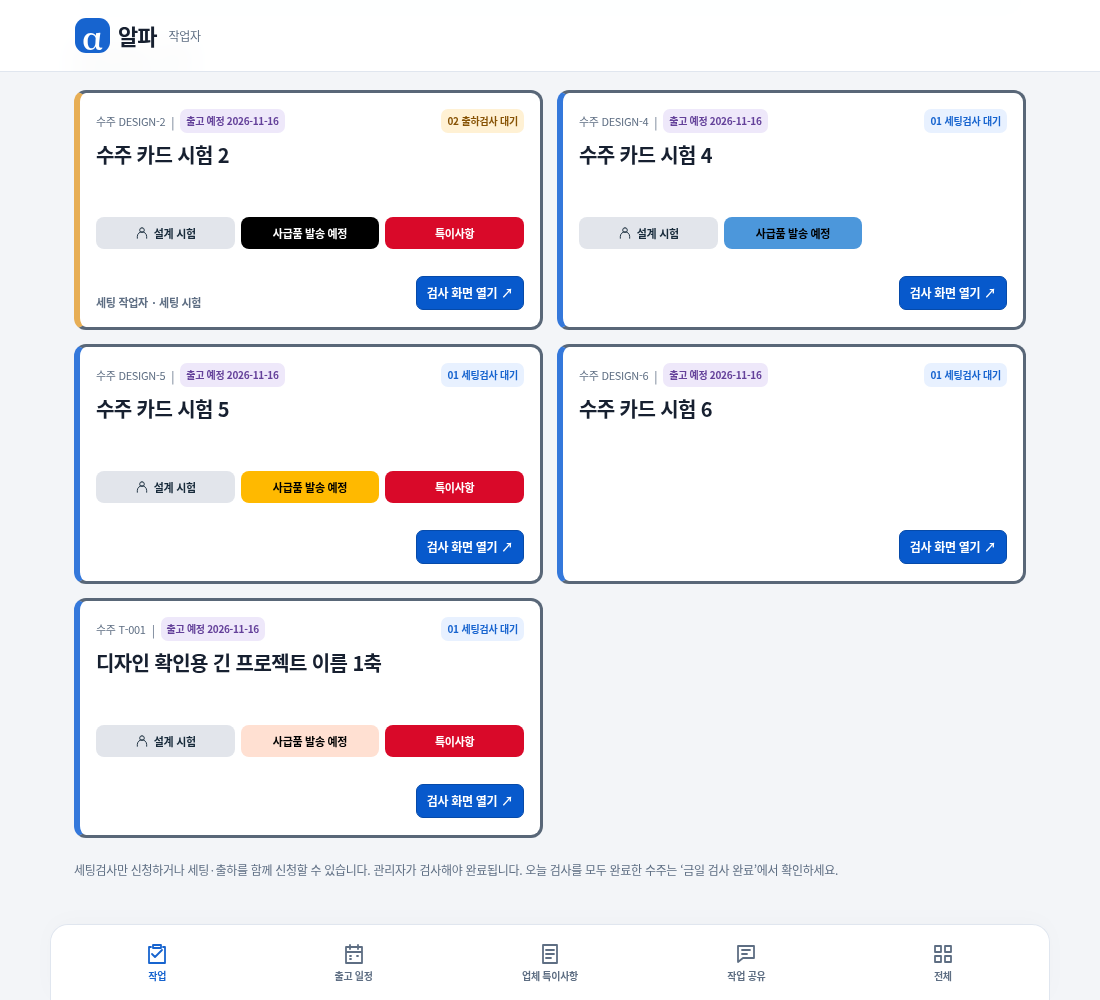 α 알파 작업자
수주 DESIGN-2 | 출고 예정 2026-11-16 02 출하검사 대기
수주 카드 시험 2
설계 시험 사급품 발송 예정 특이사항
세팅 작업자 · 세팅 시험 검사 화면 열기 ↗
수주 DESIGN-4 | 출고 예정 2026-11-16 01 세팅검사 대기
수주 카드 시험 4
설계 시험 사급품 발송 예정
검사 화면 열기 ↗
수주 DESIGN-5 | 출고 예정 2026-11-16 01 세팅검사 대기
수주 카드 시험 5
설계 시험 사급품 발송 예정 특이사항
검사 화면 열기 ↗
수주 DESIGN-6 | 출고 예정 2026-11-16 01 세팅검사 대기
수주 카드 시험 6
검사 화면 열기 ↗
수주 T-001 | 출고 예정 2026-11-16 01 세팅검사 대기
디자인 확인용 긴 프로젝트 이름 1축
설계 시험 사급품 발송 예정 특이사항
검사 화면 열기 ↗
세팅검사만 신청하거나 세팅·출하를 함께 신청할 수 있습니다. 관리자가 검사해야 완료됩니다. 오늘 검사를 모두 완료한 수주는 ‘금일 검사 완료’에서 확인하세요.
작업 출고 일정 업체 특이사항 작업 공유 전체